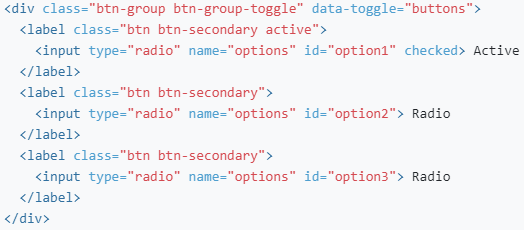 <div class="btn-group btn-group-toggle" data-toggle="buttons">
  <label class="btn btn-secondary active">
    <input type="radio" name="options" id="option1" checked> Active
  </label>
  <label class="btn btn-secondary">
    <input type="radio" name="options" id="option2"> Radio
  </label>
  <label class="btn btn-secondary">
    <input type="radio" name="options" id="option3"> Radio
  </label>
</div>